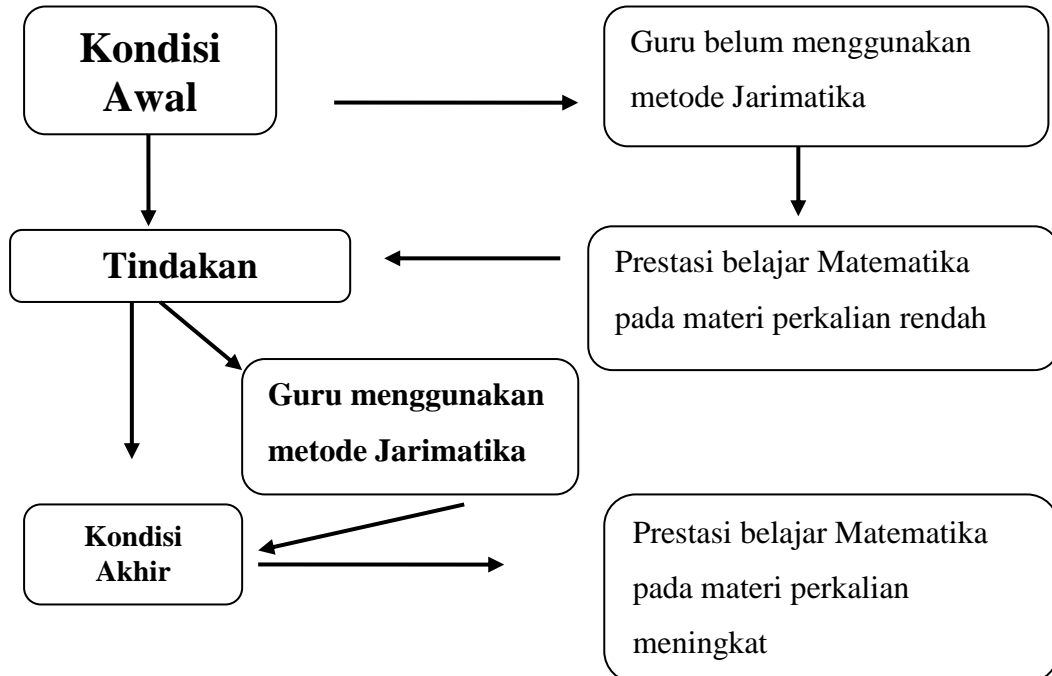 Kondisi
Awal
Guru belum menggunakan
metode Jarimatika
Tindakan
Prestasi belajar Matematika
pada materi perkalian rendah
Guru menggunakan
metode Jarimatika
Kondisi
Akhir
Prestasi belajar Matematika
pada materi perkalian
meningkat